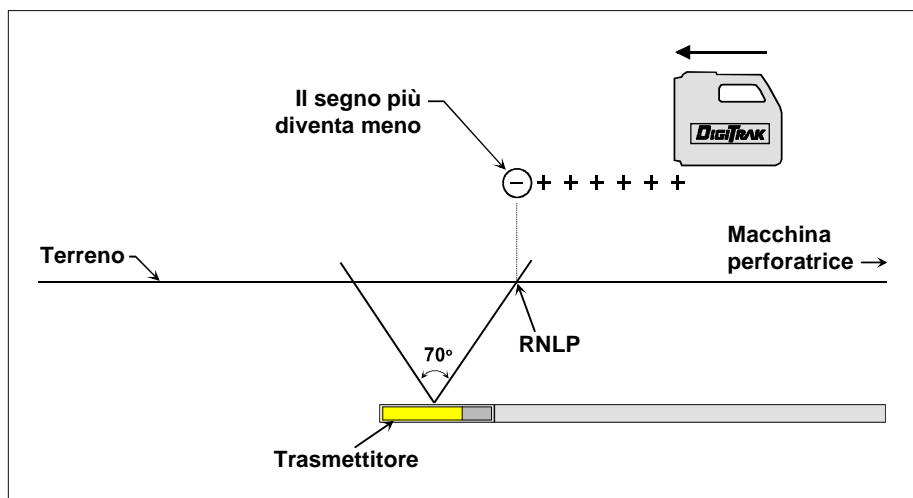 Il segno più
diventa meno
DIGITRAK
− + + + + + +
Macchina
perforatrice
Terreno
RNLP
70°
Trasmettitore